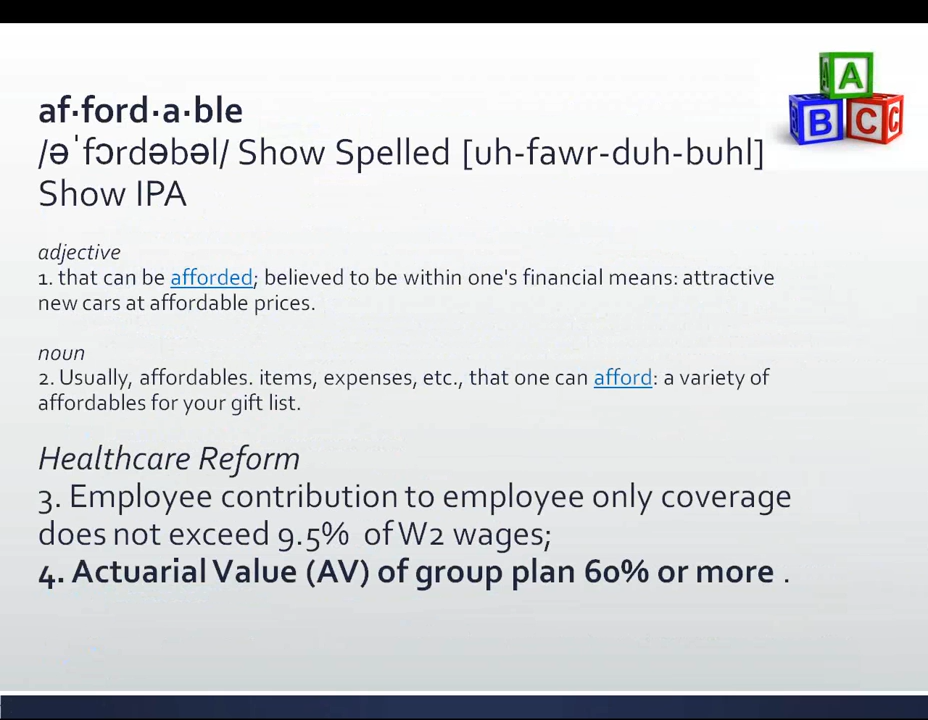 af·ford·a·ble
/əˈfɔrdəbəl/ Show Spelled [uh-fawr-duh-buhl]
Show IPA
adjective
1. that can be afforded; believed to be within one's financial means: attractive
new cars at affordable prices.
noun
2. Usually, affordables. items, expenses, etc., that one can afford: a variety of
affordables for your gift list.
Healthcare Reform
3. Employee contribution to employee only coverage
does not exceed 9.5% of W2 wages;
4. Actuarial Value (AV) of group plan 60% or more .
A A
B B
C C